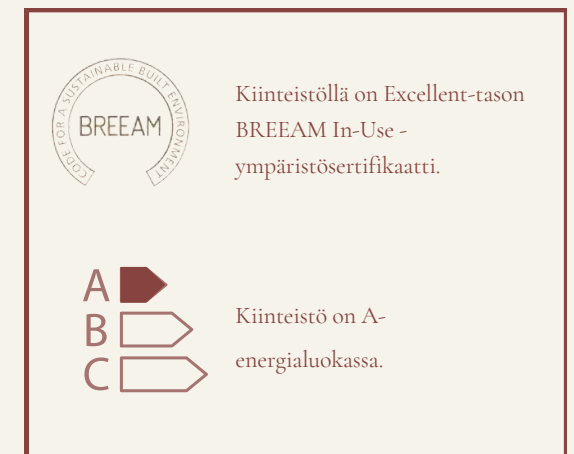 CODE FOR A SUSTAINABLE BUILT ENVIRONMENT
BREEAM
Kiinteistöllä on Excellent-tason
BREEAM In-Use -
ympäristösertifikaatti.
A
B
C
Kiinteistö on A-
energialuokassa.